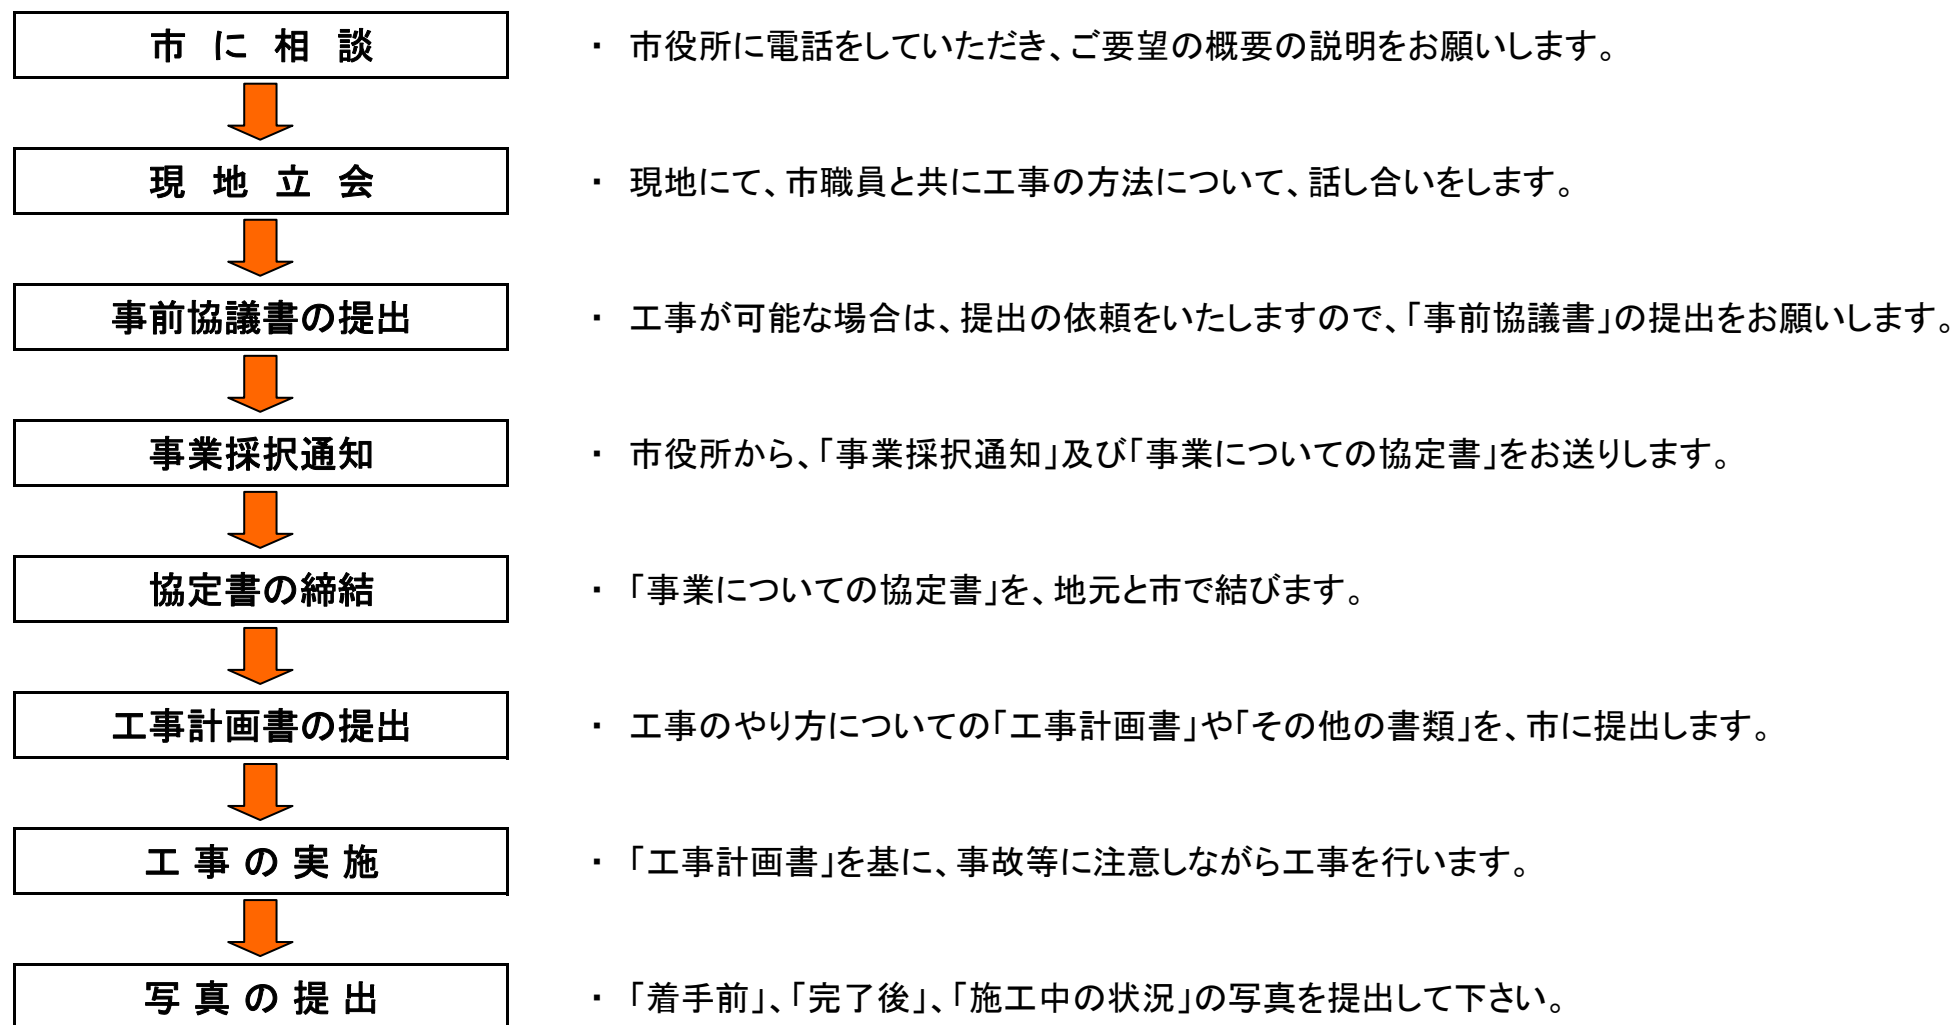 市に相談
・ 市役所に電話をしていただき、ご要望の概要の説明をお願いします。
現地立会
・ 現地にて、市職員と共に工事の方法について、話し合いをします。
事前協議書の提出
・ 工事が可能な場合は、提出の依頼をいたしますので、「事前協議書」の提出をお願いします。
事業採択通知
・ 市役所から、「事業採択通知」及び「事業についての協定書」をお送りします。
協定書の締結
・ 「事業についての協定書」を、地元と市で結びます。
工事計画書の提出
・ 工事のやり方についての「工事計画書」や「その他の書類」を、市に提出します。
工事の実施
・ 「工事計画書」を基に、事故等に注意しながら工事を行います。
写真の提出
・ 「着手前」、「完了後」、「施工中の状況」の写真を提出して下さい。